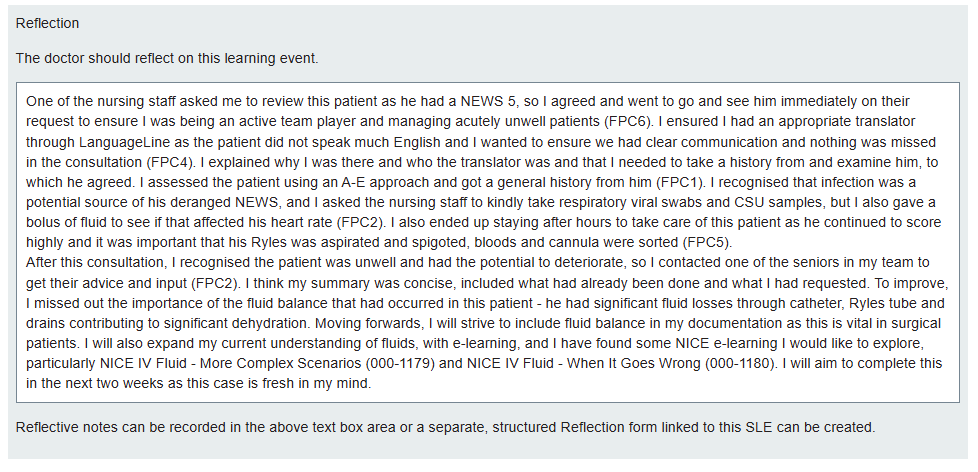 Reflection
The doctor should reflect on this learning event.
One of the nursing staff asked me to review this patient as he had a NEWS 5, so I agreed and went to go and see him immediately on their
request to ensure I was being an active team player and managing acutely unwell patients (FPC6). I ensured I had an appropriate translator
through LanguageLine as the patient did not speak much English and I wanted to ensure we had clear communication and nothing was missed
in the consultation (FPC4). I explained why I was there and who the translator was and that I needed to take a history from and examine him, to
which he agreed. I assessed the patient using an A-E approach and got a general history from him (FPC1). I recognised that infection was a
potential source of his deranged NEWS, and I asked the nursing staff to kindly take respiratory viral swabs and CSU samples, but I also gave a
bolus of fluid to see if that affected his heart rate (FPC2). I also ended up staying after hours to take care of this patient as he continued to score
highly and it was important that his Ryles was aspirated and spigoted, bloods and cannula were sorted (FPC5).
After this consultation, I recognised the patient was unwell and had the potential to deteriorate, so I contacted one of the seniors in my team to
get their advice and input (FPC2). I think my summary was concise, included what had already been done and what I had requested. To improve,
I missed out the importance of the fluid balance that had occurred in this patient - he had significant fluid losses through catheter, Ryles tube and
drains contributing to significant dehydration. Moving forwards, I will strive to include fluid balance in my documentation as this is vital in surgical
patients. I will also expand my current understanding of fluids, with e-learning, and I have found some NICE e-learning I would like to explore,
particularly NICE IV Fluid - More Complex Scenarios (000-1179) and NICE IV Fluid - When It Goes Wrong (000-1180). I will aim to complete this
in the next two weeks as this case is fresh in my mind.
Reflective notes can be recorded in the above text box area or a separate, structured Reflection form linked to this SLE can be created.